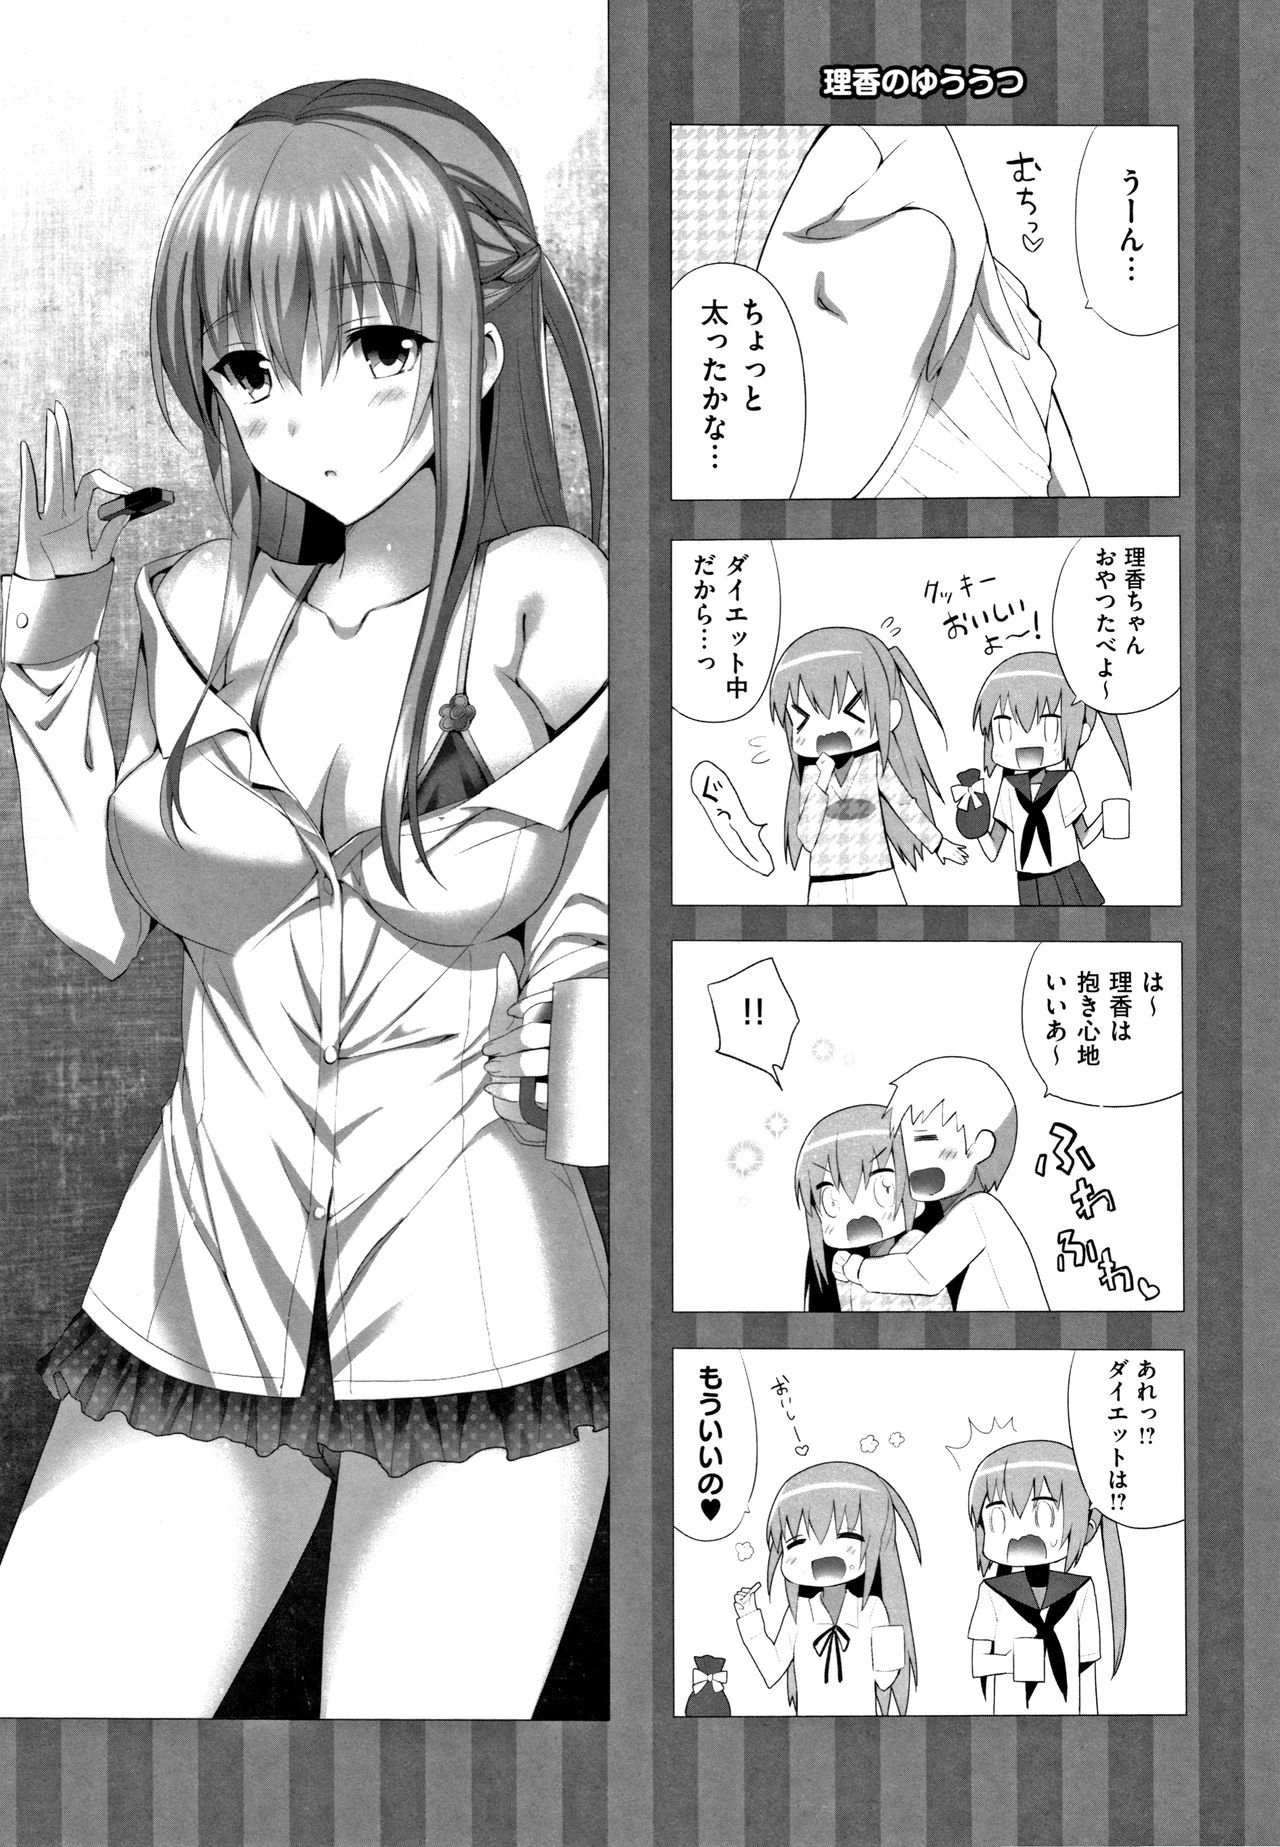 理香のゆううつ
うーん…
むちっ♡
ちょっと
太ったかな…
理香ちゃん
おやつたべよ～
クッキー
おいしい
よ～！
ダイエット中
だから…っ
ぐぅ～
は～
理香は
抱き心地
いいあ～
!!
ふわ
ふわ♡
あれっ!?
ダイエットは!?
おいしー♡
もういいの♥